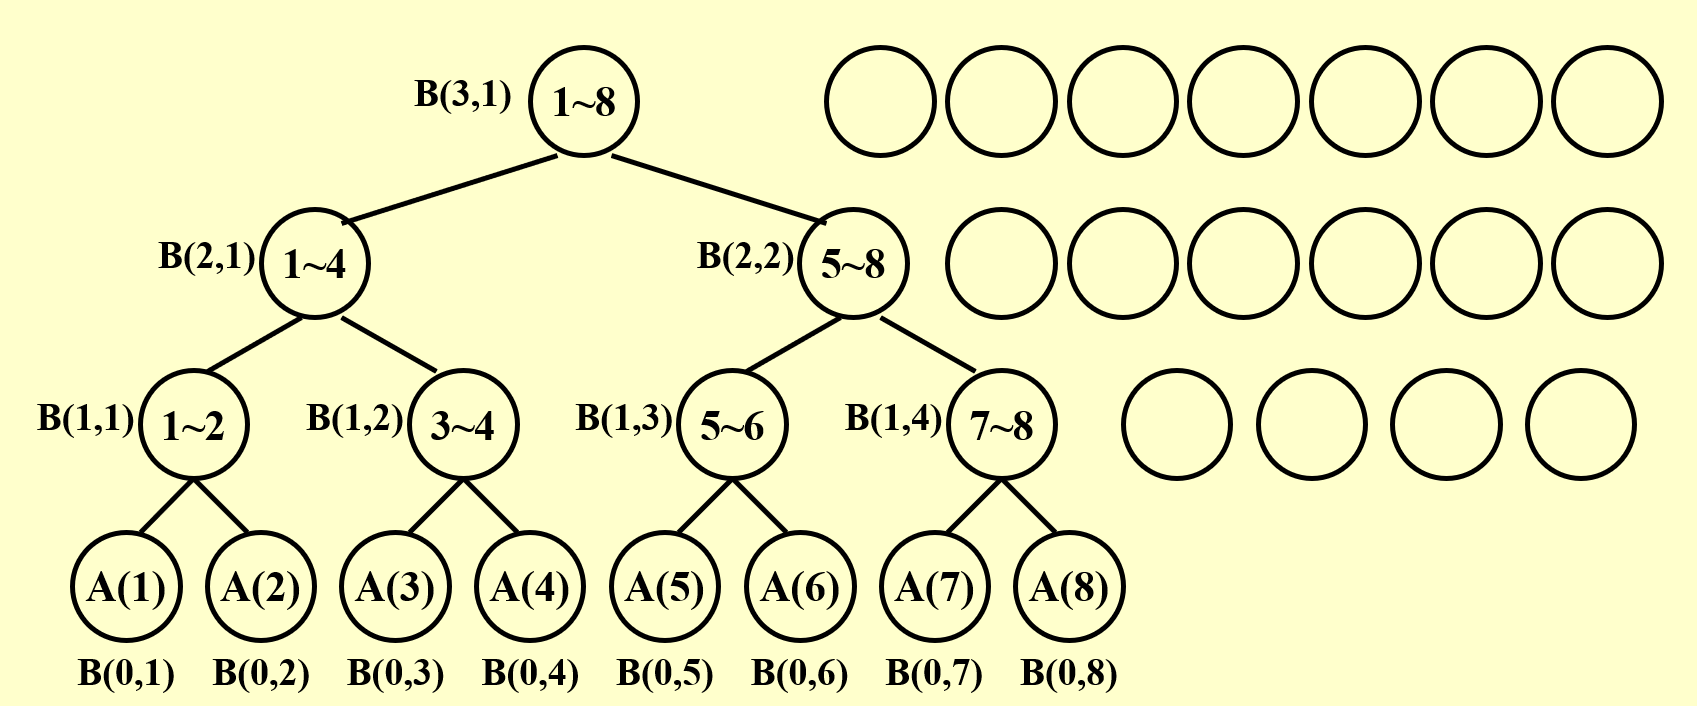 B(3,1) 1~8
B(2,1) 1~4 B(2,2) 5~8
B(1,1) 1~2 B(1,2) 3~4 B(1,3) 5~6 B(1,4) 7~8
A(1) A(2) A(3) A(4) A(5) A(6) A(7) A(8)
B(0,1) B(0,2) B(0,3) B(0,4) B(0,5) B(0,6) B(0,7) B(0,8)